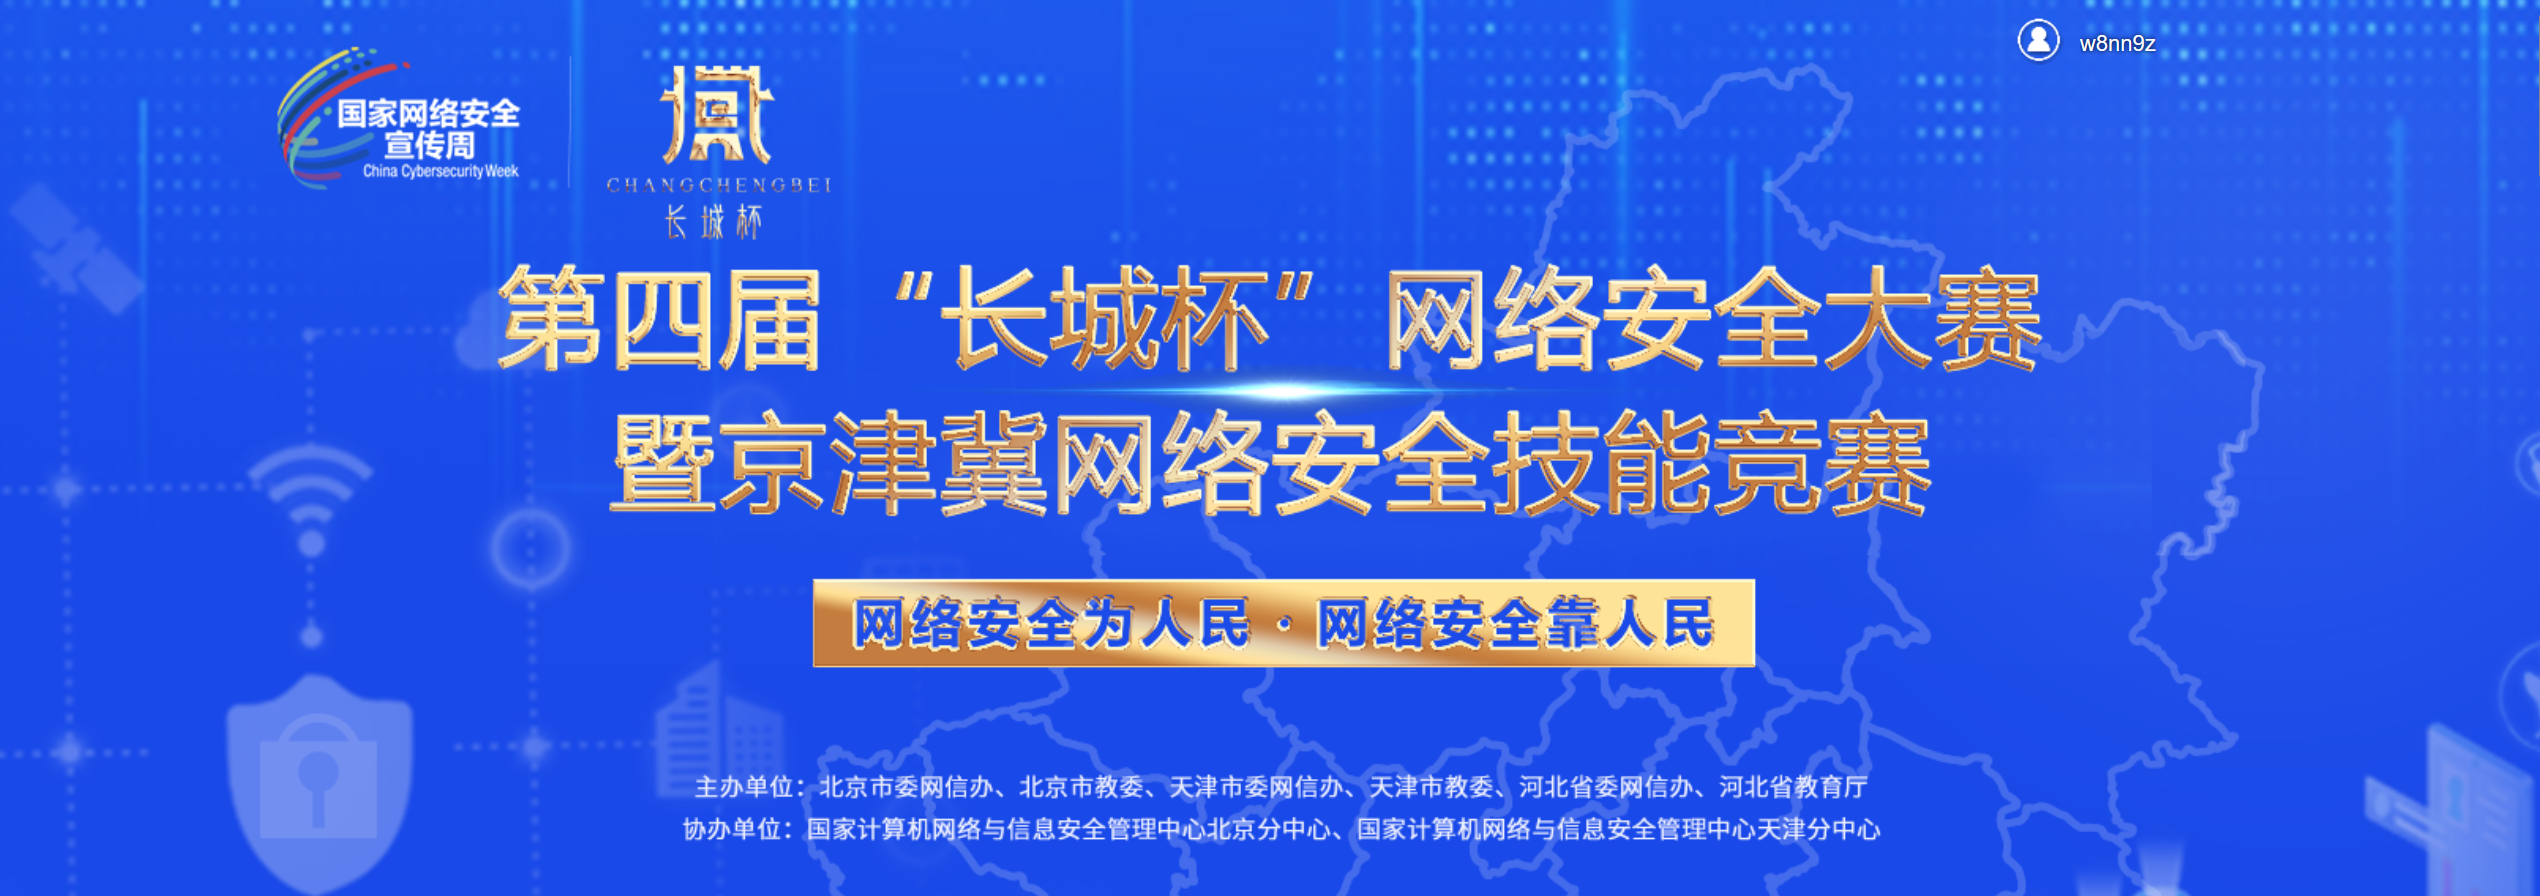 w8nn9z
国家网络安全
宣传周
China Cybersecurity Week
CHANGCHENGBEI
长城杯
第四届“长城杯”网络安全大赛
暨京津冀网络安全技能竞赛
网络安全为人民·网络安全靠人民
主办单位：北京市委网信办、北京市教委、天津市委网信办、天津市教委、河北省委网信办、河北省教育厅
协办单位：国家计算机网络与信息安全管理中心北京分中心、国家计算机网络与信息安全管理中心天津分中心